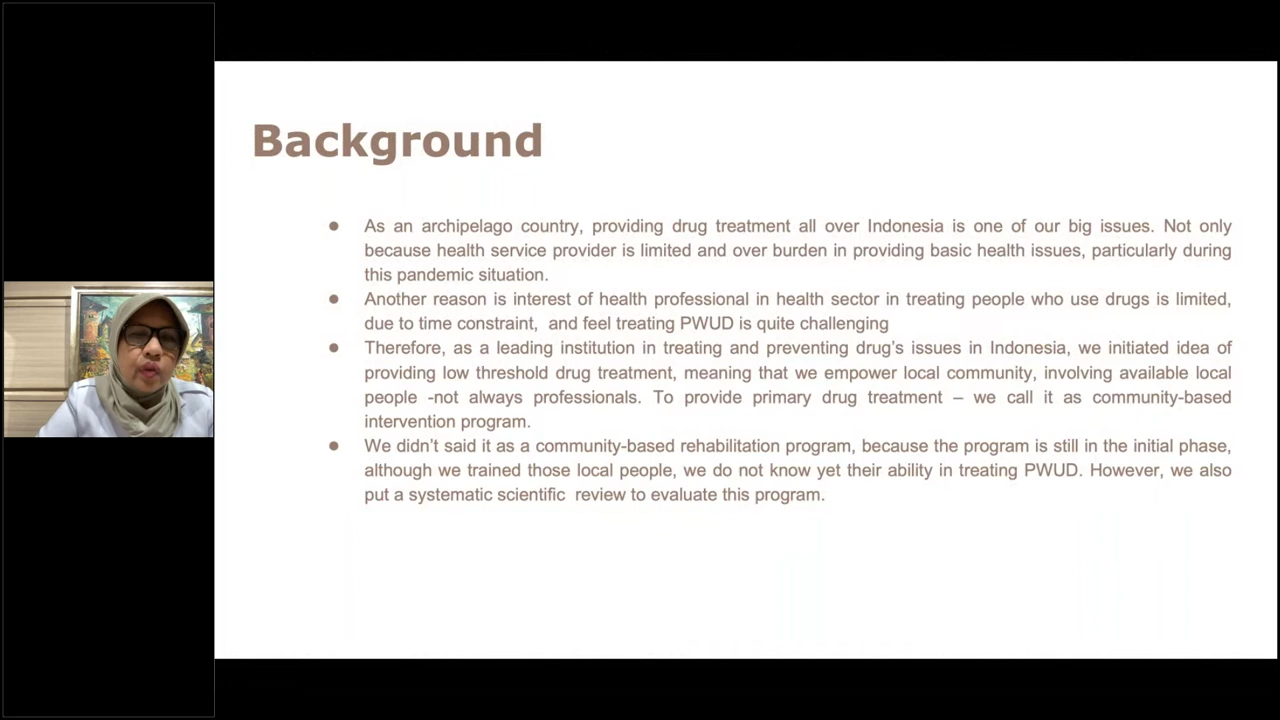 Background
● As an archipelago country, providing drug treatment all over Indonesia is one of our big issues. Not only
because health service provider is limited and over burden in providing basic health issues, particularly during
this pandemic situation.
● Another reason is interest of health professional in health sector in treating people who use drugs is limited,
due to time constraint, and feel treating PWUD is quite challenging
● Therefore, as a leading institution in treating and preventing drug's issues in Indonesia, we initiated idea of
providing low threshold drug treatment, meaning that we empower local community, involving available local
people -not always professionals. To provide primary drug treatment – we call it as community-based
intervention program.
● We didn't said it as a community-based rehabilitation program, because the program is still in the initial phase,
although we trained those local people, we do not know yet their ability in treating PWUD. However, we also
put a systematic scientific review to evaluate this program.